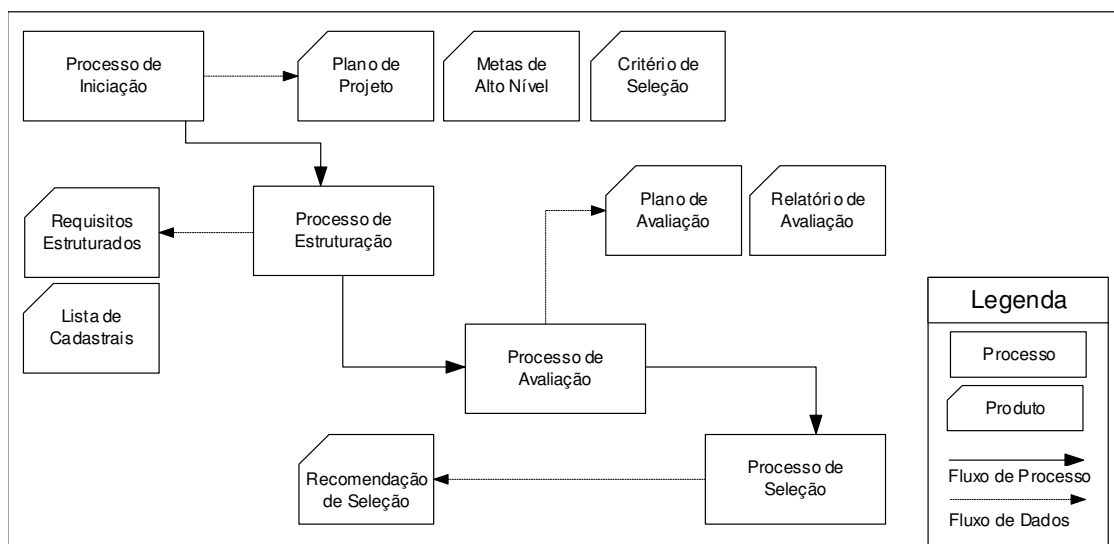 Processo de
Iniciação
Plano de
Projeto
Metas de
Alto Nível
Critério de
Seleção
Requisitos
Estruturados
Processo de
Estruturação
Plano de
Avaliação
Relatório de
Avaliação
Lista de
Cadastrais
Processo de
Avaliação
Recomendação
de Seleção
Processo de
Seleção
Legenda
Processo
Produto
Fluxo de Processo
Fluxo de Dados